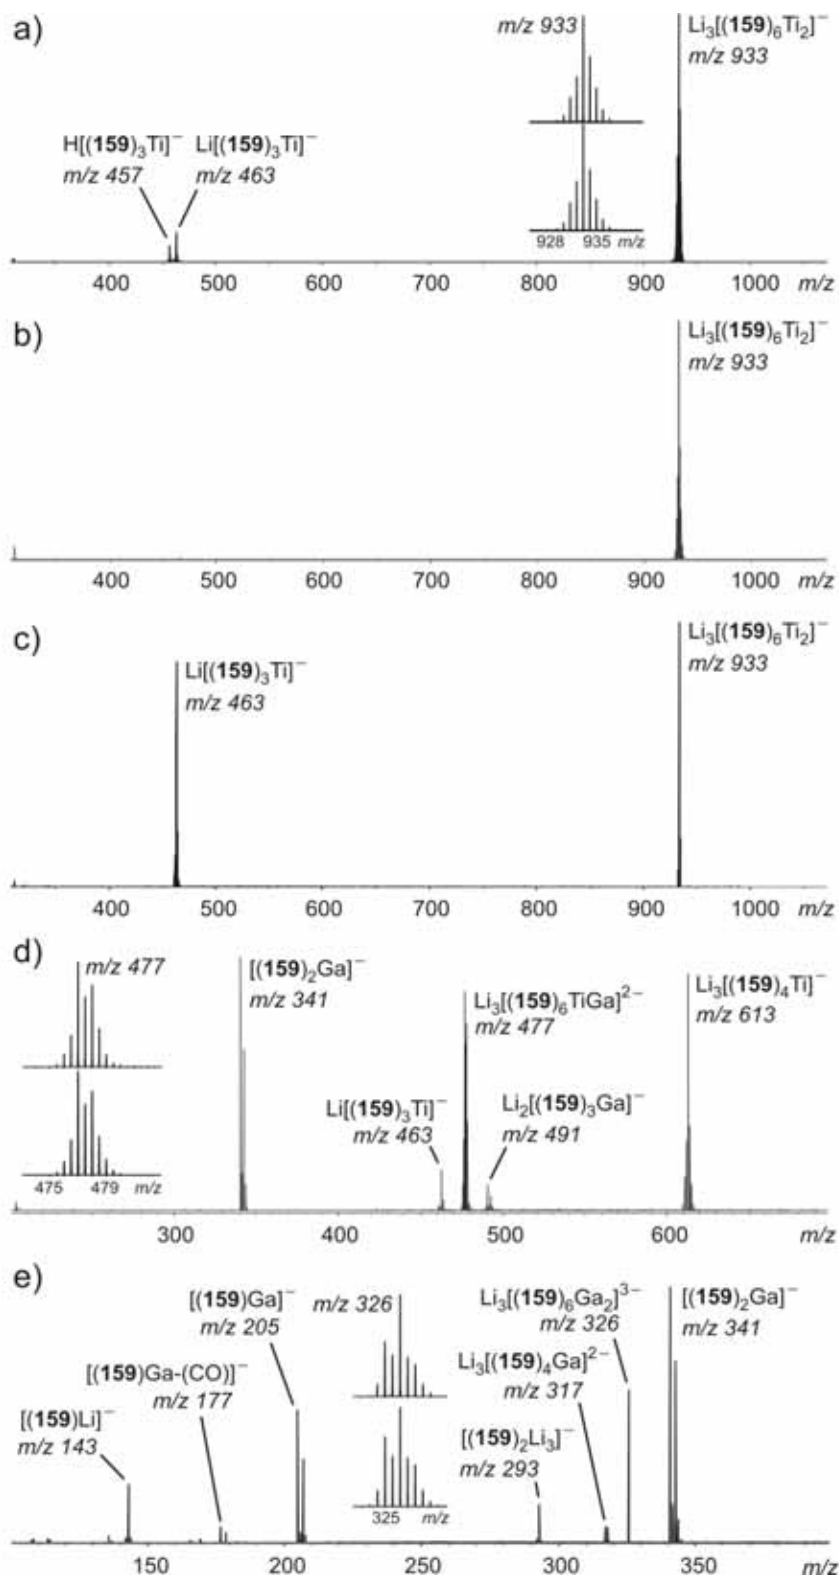 a)
m/z 933
Li₃[(159)₆Ti₂]⁻
m/z 933
H[(159)₃Ti]⁻
m/z 457
Li[(159)₃Ti]⁻
m/z 463
928 935 m/z
400 500 600 700 800 900 1000 m/z
b)
Li₃[(159)₆Ti₂]⁻
m/z 933
400 500 600 700 800 900 1000 m/z
c)
Li₃[(159)₆Ti₂]⁻
m/z 933
Li[(159)₃Ti]⁻
m/z 463
400 500 600 700 800 900 1000 m/z
d)
m/z 477
[(159)₂Ga]⁻
m/z 341
Li₃[(159)₆TiGa]²⁻
m/z 477
Li₃[(159)₄Ti]⁻
m/z 613
Li[(159)₃Ti]⁻
m/z 463
Li₂[(159)₃Ga]⁻
m/z 491
475 479 m/z
300 400 500 600 m/z
e)
[(159)Ga]⁻
m/z 205
m/z 326
Li₃[(159)₆Ga₂]³⁻
m/z 326
[(159)₂Ga]⁻
m/z 341
[(159)Ga-(CO)]⁻
m/z 177
Li₃[(159)₄Ga]²⁻
m/z 317
[(159)Li]⁻
m/z 143
[(159)₂Li₃]⁻
m/z 293
325 m/z
150 200 250 300 350 m/z